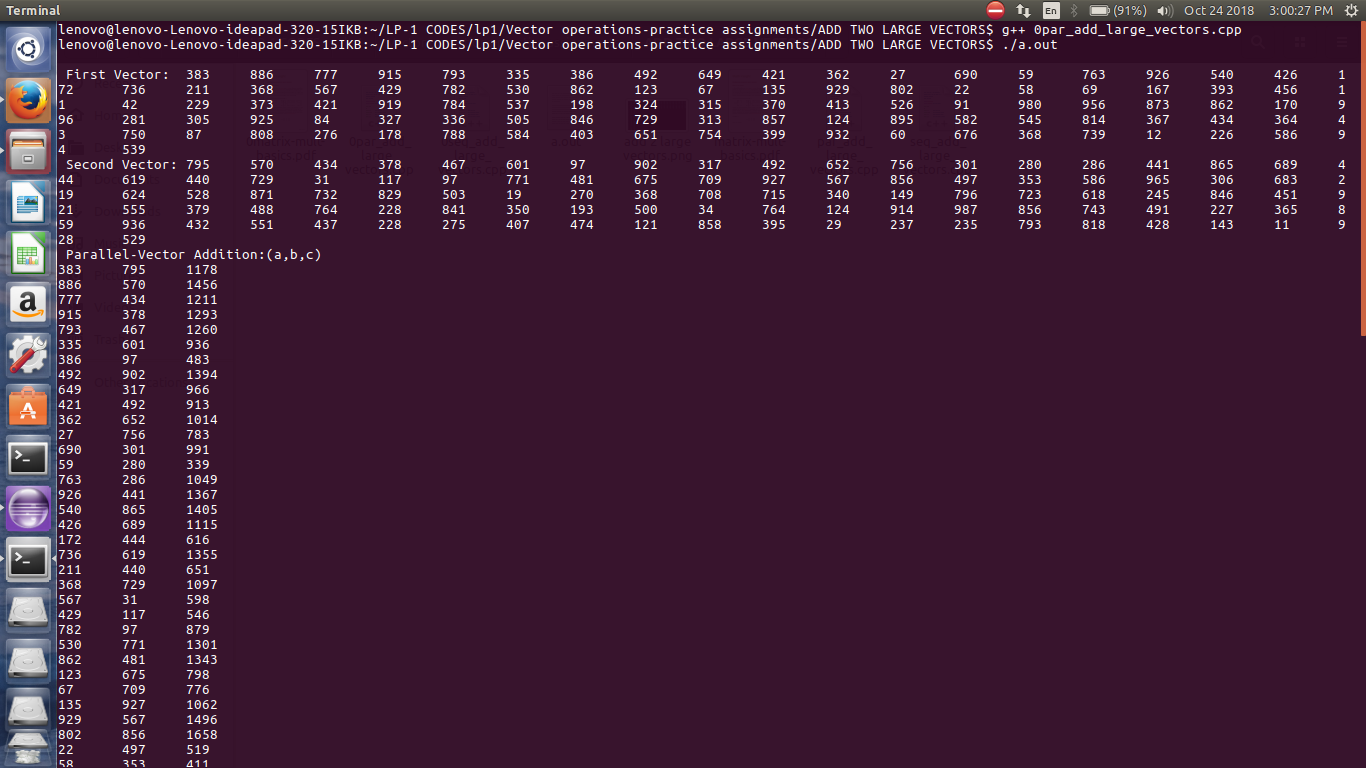 Terminal
En
(91%)
Oct 24 2018
3:00:27 PM
lenovo@lenovo-Lenovo-ideapad-320-15IKB:~/LP-1 CODES/lp1/Vector operations-practice assignments/ADD TWO LARGE VECTORS$ g++ 0par_add_large_vectors.cpp
lenovo@lenovo-Lenovo-ideapad-320-15IKB:~/LP-1 CODES/lp1/Vector operations-practice assignments/ADD TWO LARGE VECTORS$ ./a.out
First Vector: 383 886 777 915 793 335 386 492 649 421 362 27 690 59 763 926 540 426 1
72 736 211 368 567 429 782 530 862 123 67 135 929 802 22 58 69 167 393 456 1
1 42 229 373 421 919 784 537 198 324 315 370 413 526 91 980 956 873 862 170 9
96 281 305 925 84 327 336 505 846 729 313 857 124 895 582 545 814 367 434 364 4
3 750 87 808 276 178 788 584 403 651 754 399 932 60 676 368 739 12 226 586 9
4 539
Second Vector: 795 570 434 378 467 601 97 902 317 492 652 756 301 280 286 441 865 689 4
44 619 440 729 31 117 97 771 481 675 709 927 567 856 497 353 586 965 306 683 2
19 624 528 871 732 829 503 19 270 368 708 715 340 149 796 723 618 245 846 451 9
21 555 379 488 764 228 841 350 193 500 34 764 124 914 987 856 743 491 227 365 8
59 936 432 551 437 228 275 407 474 121 858 395 29 237 235 793 818 428 143 11 9
28 529
Parallel-Vector Addition:(a,b,c)
383 795 1178
886 570 1456
777 434 1211
915 378 1293
793 467 1260
335 601 936
386 97 483
492 902 1394
649 317 966
421 492 913
362 652 1014
27 756 783
690 301 991
59 280 339
763 286 1049
926 441 1367
540 865 1405
426 689 1115
172 444 616
736 619 1355
211 440 651
368 729 1097
567 31 598
429 117 546
782 97 879
530 771 1301
862 481 1343
123 675 798
67 709 776
135 927 1062
929 567 1496
802 856 1658
22 497 519
58 353 411